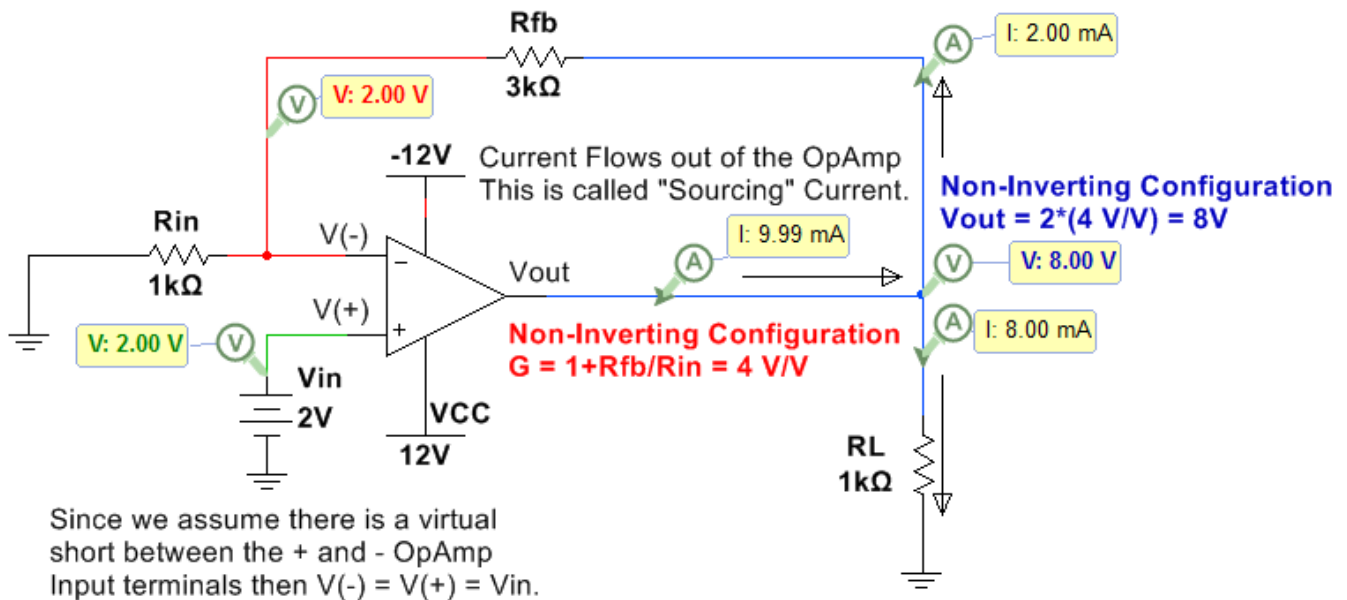 Rfb
I: 2.00 mA
3kΩ
V
V: 2.00 V
A
-12V
Current Flows out of the OpAmp
This is called "Sourcing" Current.
Non-Inverting Configuration
Vout = 2*(4 V/V) = 8V
Rin
1kΩ
V(-)
−
I: 9.99 mA
A
Vout
V
V: 8.00 V
V(+)
+
V: 2.00 V
V
Non-Inverting Configuration
G = 1+Rfb/Rin = 4 V/V
A
I: 8.00 mA
Vin
2V
VCC
12V
RL
1kΩ
Since we assume there is a virtual
short between the + and - OpAmp
Input terminals then V(-) = V(+) = Vin.